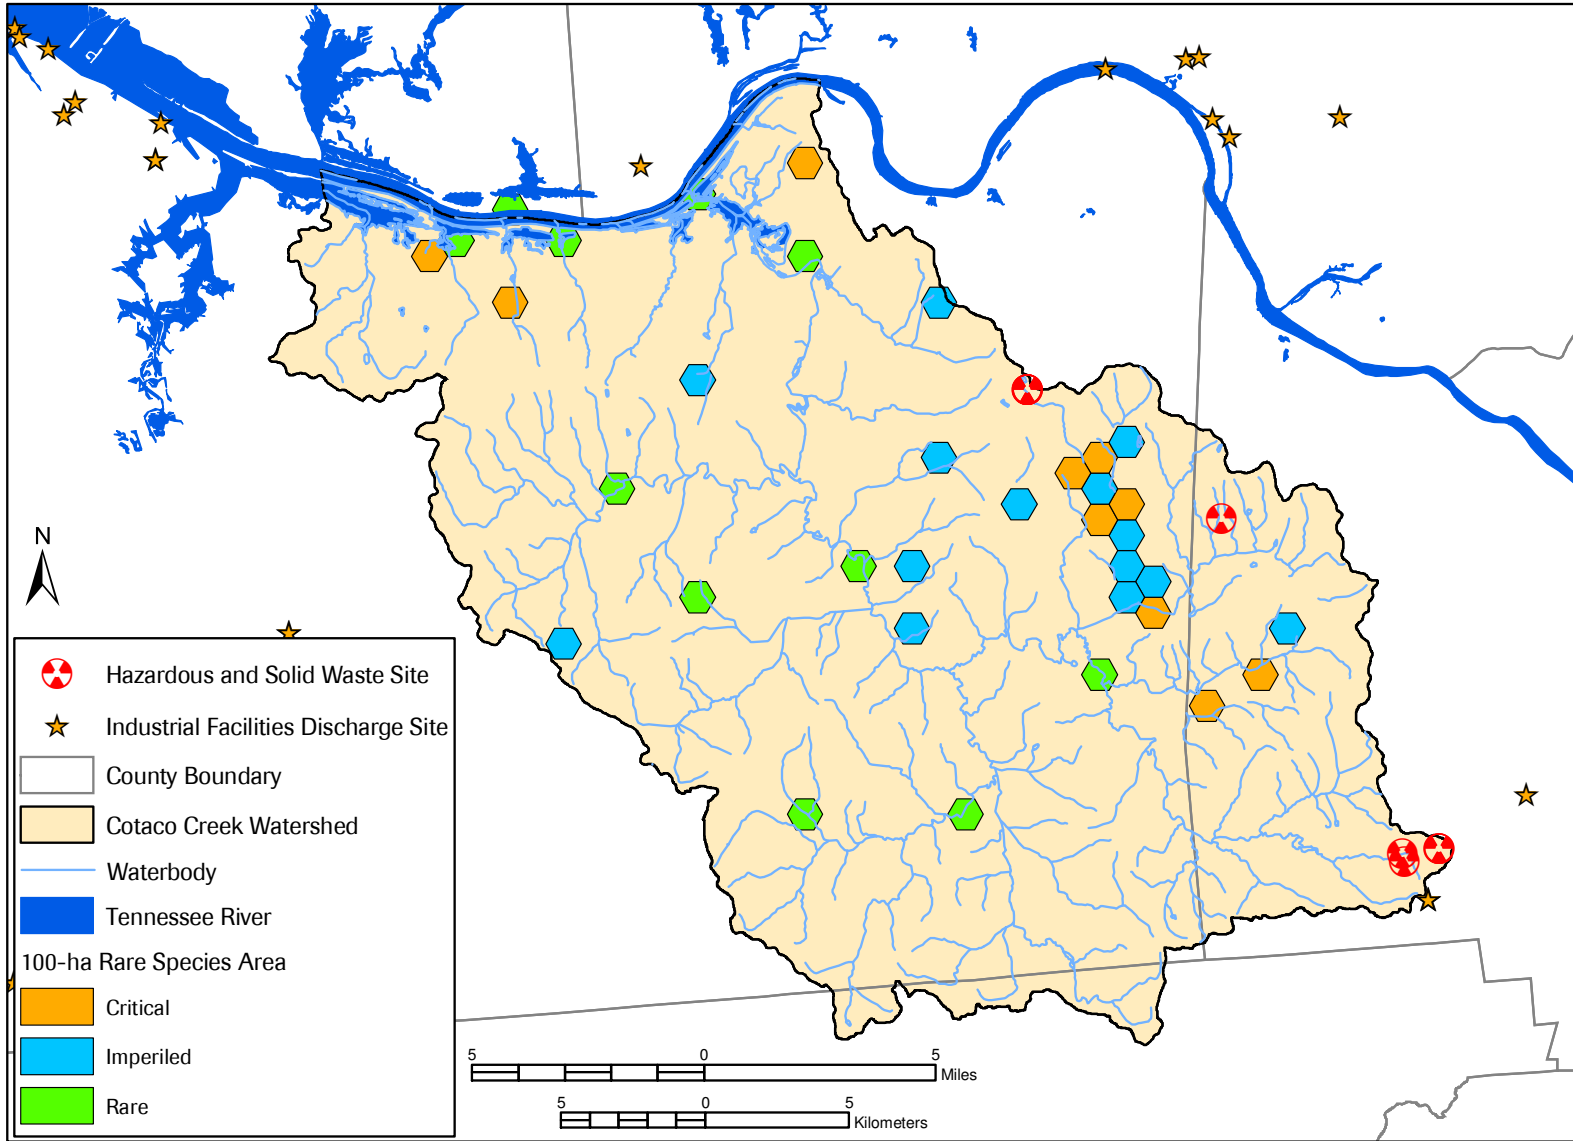 N
Hazardous and Solid Waste Site
Industrial Facilities Discharge Site
County Boundary
Cotaco Creek Watershed
Waterbody
Tennessee River
100-ha Rare Species Area
Critical
Imperiled
Rare
5 0 5
Miles
5 0 5
Kilometers